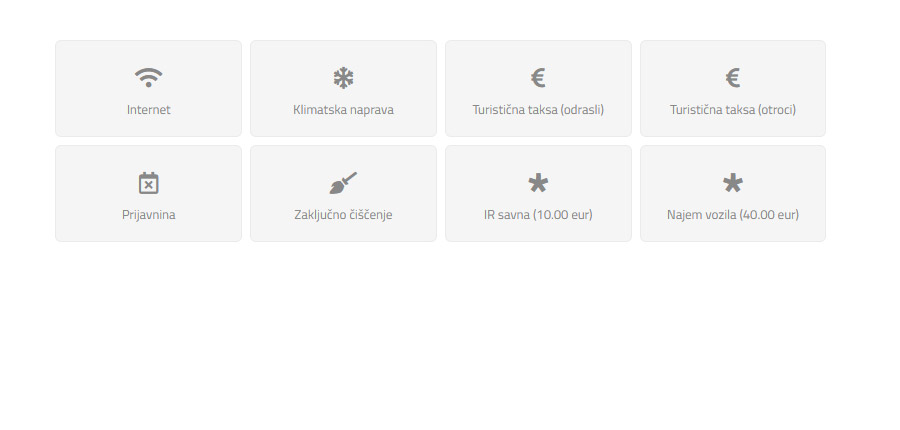 Internet
Klimatska naprava
Turistična taksa (odrasli)
Turistična taksa (otroci)
Prijavnina
Zaključno čiščenje
IR savna (10.00 eur)
Najem vozila (40.00 eur)